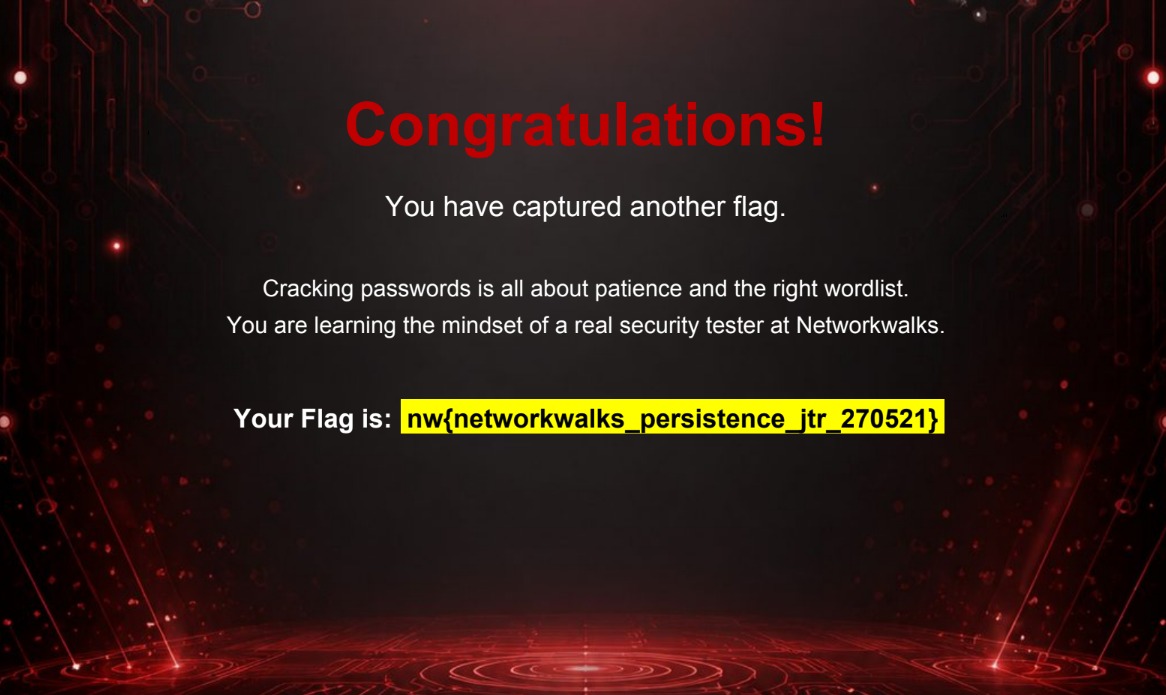 Congratulations!
You have captured another flag.
Cracking passwords is all about patience and the right wordlist.
You are learning the mindset of a real security tester at Networkwalks.
Your Flag is: nw{networkwalks_persistence_jtr_270521}